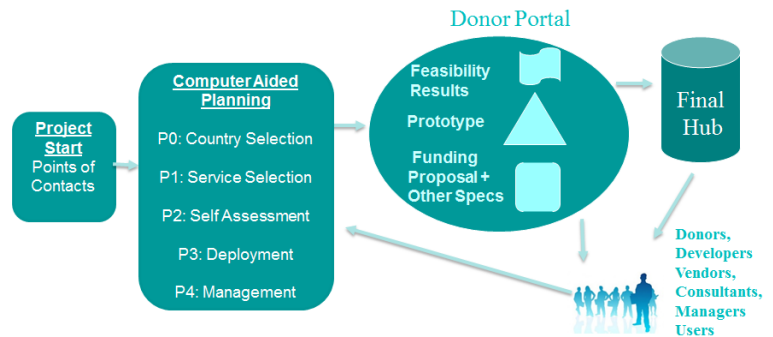 Donor Portal
Project
Start
Points of
Contacts
Computer Aided
Planning
P0: Country Selection
P1: Service Selection
P2: Self Assessment
P3: Deployment
P4: Management
Feasibility
Results
Prototype
Funding
Proposal +
Other Specs
Final
Hub
Donors,
Developers
Vendors,
Consultants,
Managers
Users